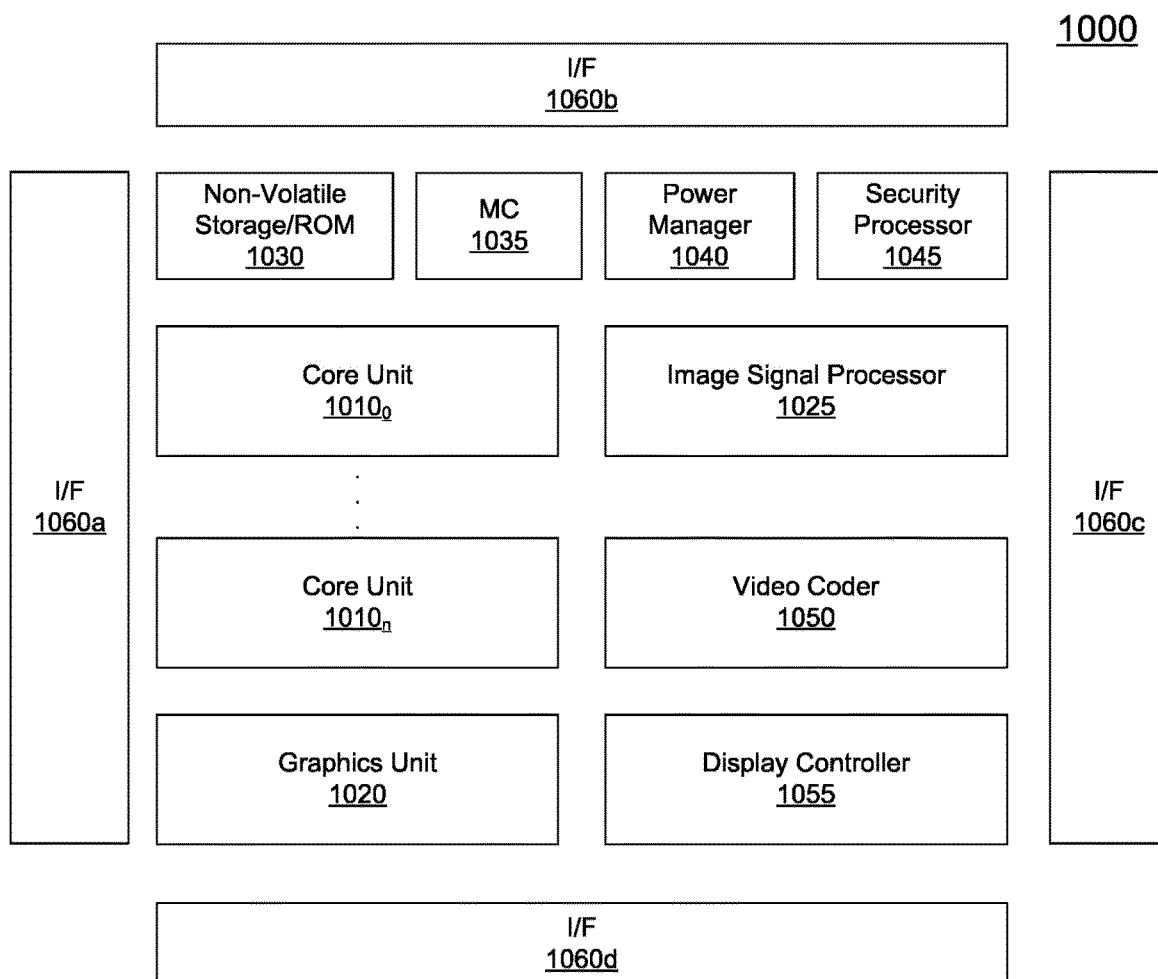 1000
I/F
1060b
Non-Volatile
Storage/ROM
1030
MC
1035
Power
Manager
1040
Security
Processor
1045
Core Unit
1010₀
Image Signal Processor
1025
I/F
1060a
I/F
1060c
Core Unit
1010ₙ
Video Coder
1050
Graphics Unit
1020
Display Controller
1055
I/F
1060d